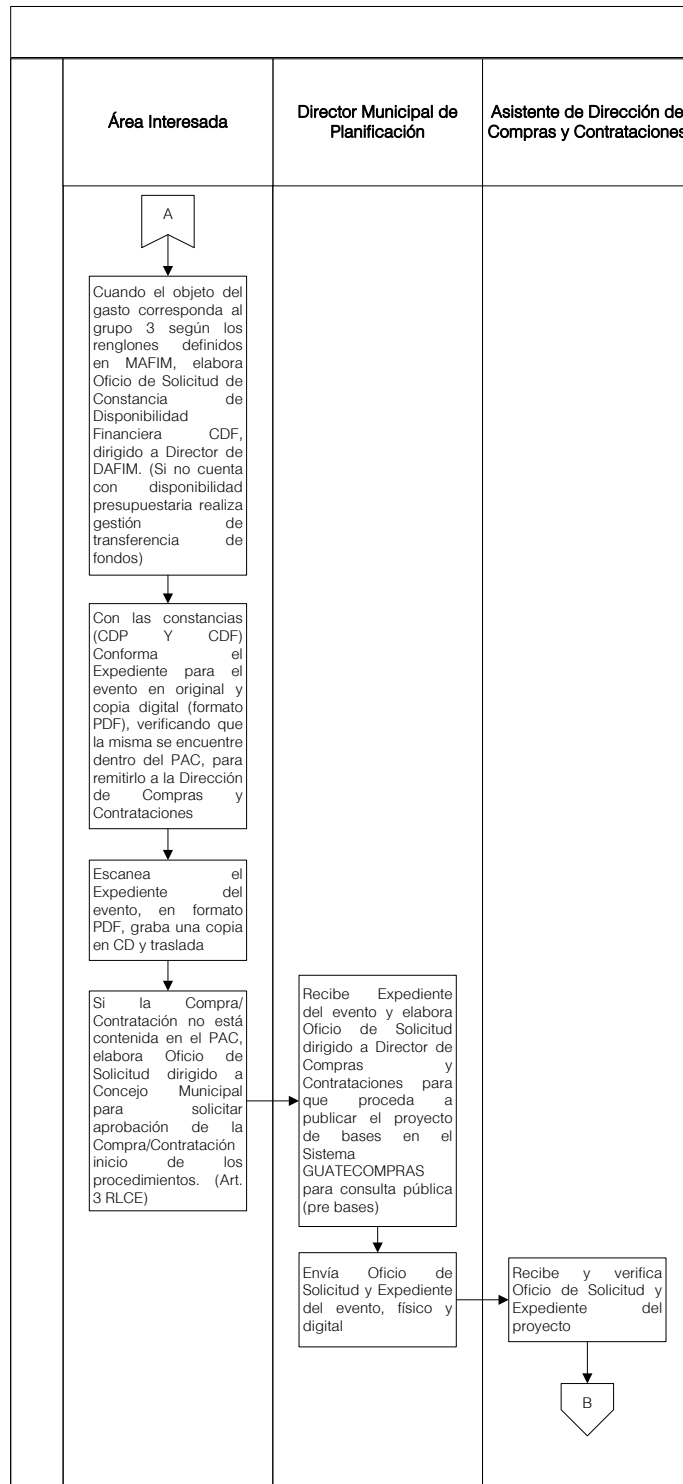 Área Interesada
Director Municipal de
Planificación
Asistente de Dirección de
Compras y Contrataciones
A
Cuando el objeto del
gasto corresponda al
grupo 3 según los
renglones definidos
en MAFIM, elabora
Oficio de Solicitud de
Constancia de
Disponibilidad
Financiera CDF,
dirigido a Director de
DAFIM. (Si no cuenta
con disponibilidad
presupuestaria realiza
gestión de
transferencia de
fondos)
Con las constancias
(CDP Y CDF)
Conforma el
Expediente para el
evento en original y
copia digital (formato
PDF), verificando que
la misma se encuentre
dentro del PAC, para
remitirlo a la Dirección
de Compras y
Contrataciones
Escanea el
Expediente del
evento, en formato
PDF, graba una copia
en CD y traslada
Si la Compra/
Contratación no está
contenida en el PAC,
elabora Oficio de
Solicitud dirigido a
Concejo Municipal
para solicitar
aprobación de la
Compra/Contratación
inicio de los
procedimientos. (Art.
3 RLCE)
Recibe Expediente
del evento y elabora
Oficio de Solicitud
dirigido a Director de
Compras y
Contrataciones para
que proceda a
publicar el proyecto
de bases en el
Sistema
GUATECOMPRAS
para consulta pública
(pre bases)
Envía Oficio de
Solicitud y Expediente
del evento, físico y
digital
Recibe y verifica
Oficio de Solicitud y
Expediente del
proyecto
B